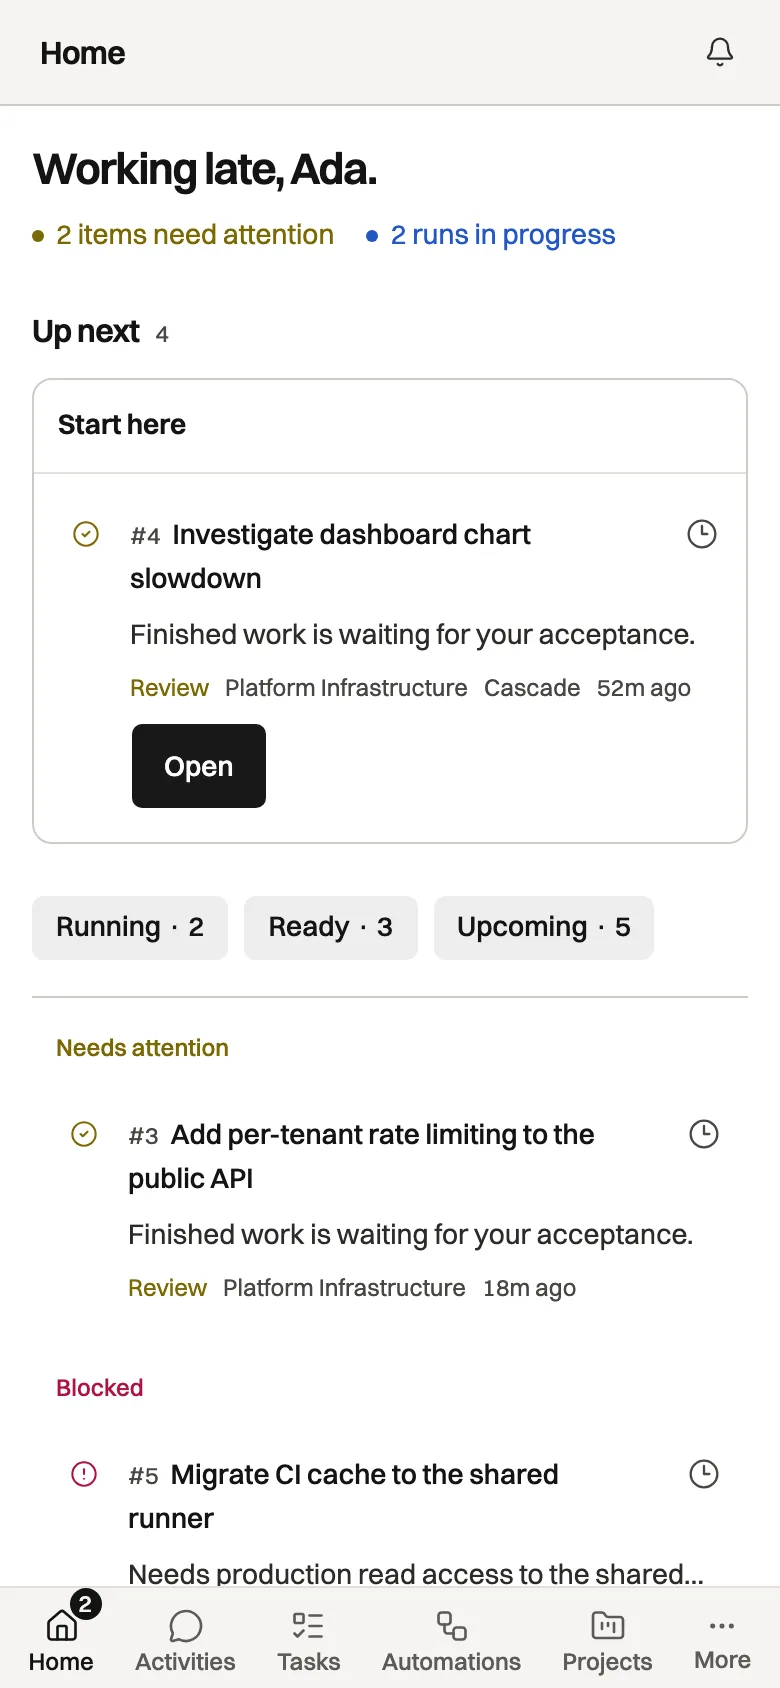 Home
Working late, Ada.
2 items need attention 2 runs in progress
Up next 4
Start here
#4 Investigate dashboard chart
slowdown
Finished work is waiting for your acceptance.
Review Platform Infrastructure Cascade 52m ago
Open
Running · 2 Ready · 3 Upcoming · 5
Needs attention
#3 Add per-tenant rate limiting to the
public API
Finished work is waiting for your acceptance.
Review Platform Infrastructure 18m ago
Blocked
#5 Migrate CI cache to the shared
runner
Needs production read access to the shared...
2
Home Activities Tasks Automations Projects More